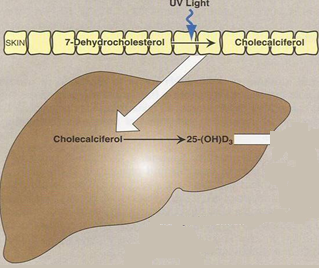 UV Light
SKIN 7-Dehydrocholesterol Cholecalciferol
Cholecalciferol 25-(OH)D₃